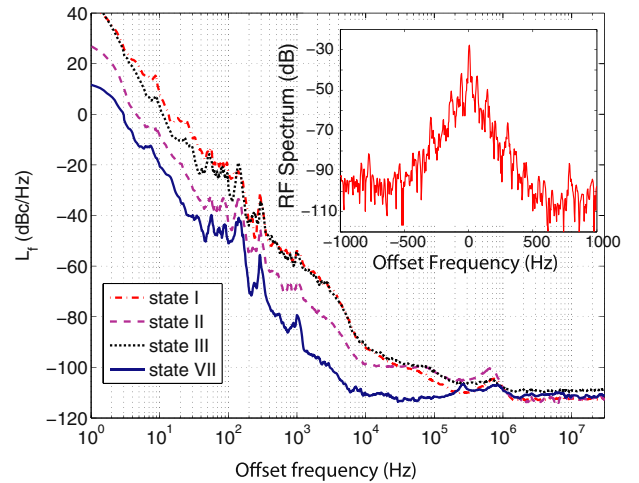 40
20
0
−20
−40
−60
−80
−100
−120
L_f (dBc/Hz)
10^0 10^1 10^2 10^3 10^4 10^5 10^6 10^7
Offset frequency (Hz)
state I
state II
state III
state VII
−30
−50
−70
−90
−110
RF Spectrum (dB)
−1000 −500 0 500 1000
Offset Frequency (Hz)